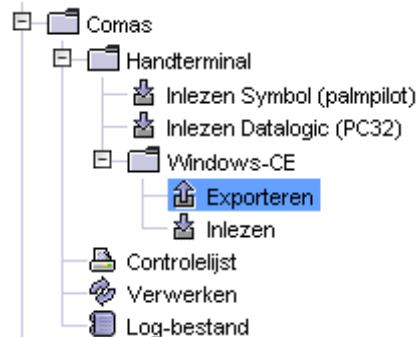 Comas
Handterminal
Inlezen Symbol (palmpilot)
Inlezen Datalogic (PC32)
Windows-CE
Exporteren
Inlezen
Controlelijst
Verwerken
Log-bestand